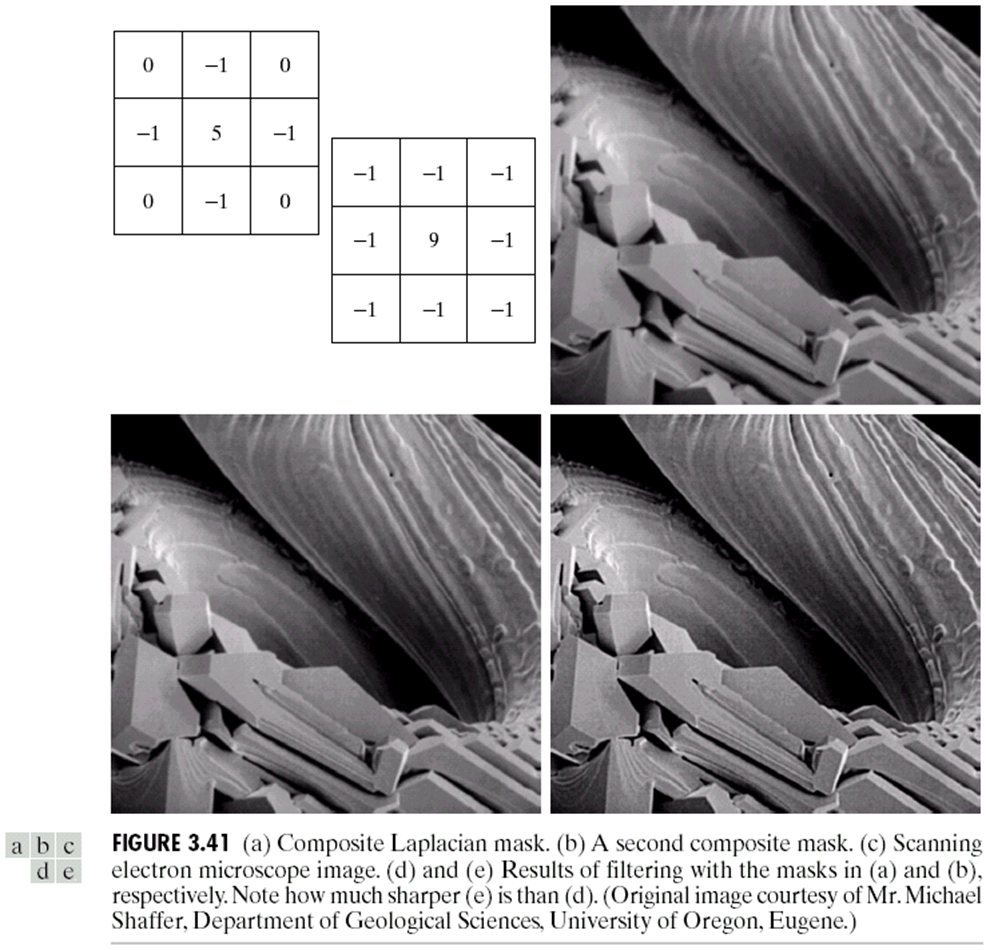 0 −1 0
−1 5 −1
0 −1 0
−1 −1 −1
−1 9 −1
−1 −1 −1
a b c
d e
FIGURE 3.41 (a) Composite Laplacian mask. (b) A second composite mask. (c) Scanning
electron microscope image. (d) and (e) Results of filtering with the masks in (a) and (b),
respectively. Note how much sharper (e) is than (d). (Original image courtesy of Mr. Michael
Shaffer, Department of Geological Sciences, University of Oregon, Eugene.)